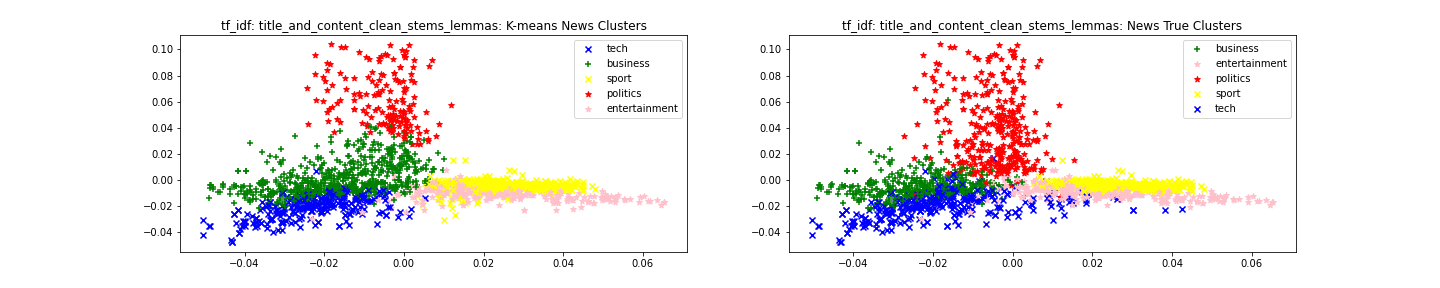 tf_idf: title_and_content_clean_stems_lemmas: K-means News Clusters
0.10
0.08
0.06
0.04
0.02
0.00
−0.02
−0.04
−0.04
−0.02
0.00
0.02
0.04
0.06
tech
business
sport
politics
entertainment
tf_idf: title_and_content_clean_stems_lemmas: News True Clusters
0.10
0.08
0.06
0.04
0.02
0.00
−0.02
−0.04
−0.04
−0.02
0.00
0.02
0.04
0.06
business
entertainment
politics
sport
tech